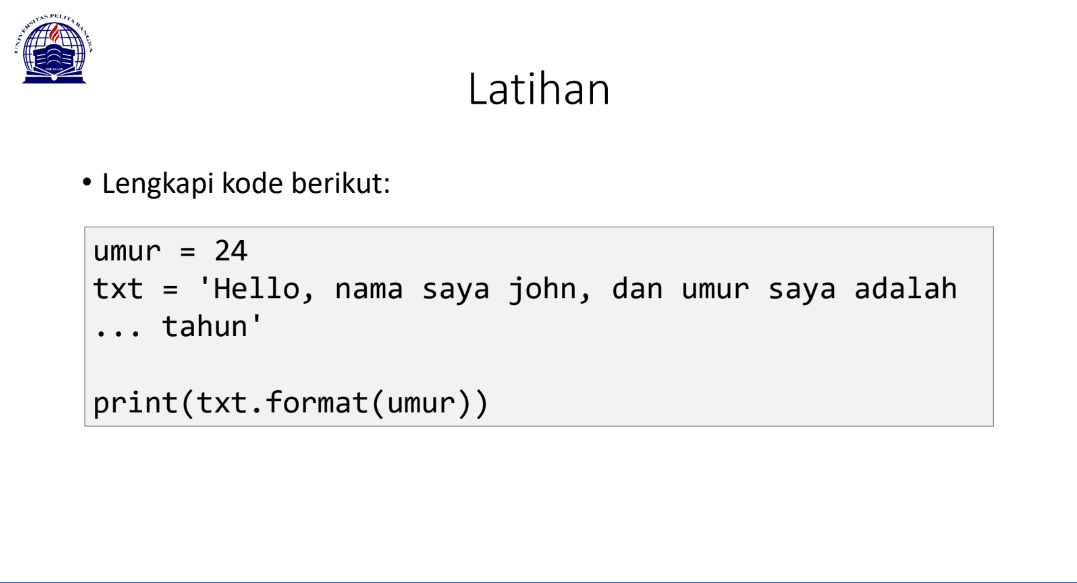 UNIVERSITAS PELITA BANGSA
Latihan
• Lengkapi kode berikut:
umur = 24
txt = 'Hello, nama saya john, dan umur saya adalah
... tahun'
print(txt.format(umur))